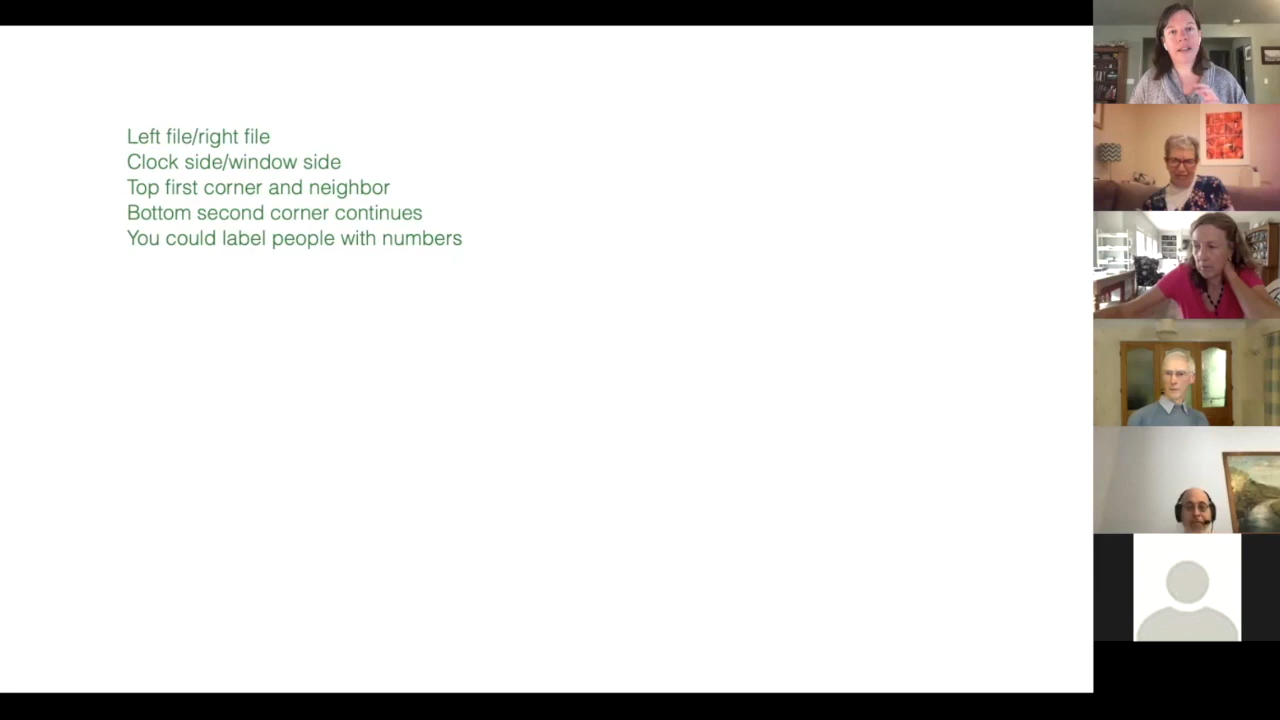 Left file/right file
Clock side/window side
Top first corner and neighbor
Bottom second corner continues
You could label people with numbers